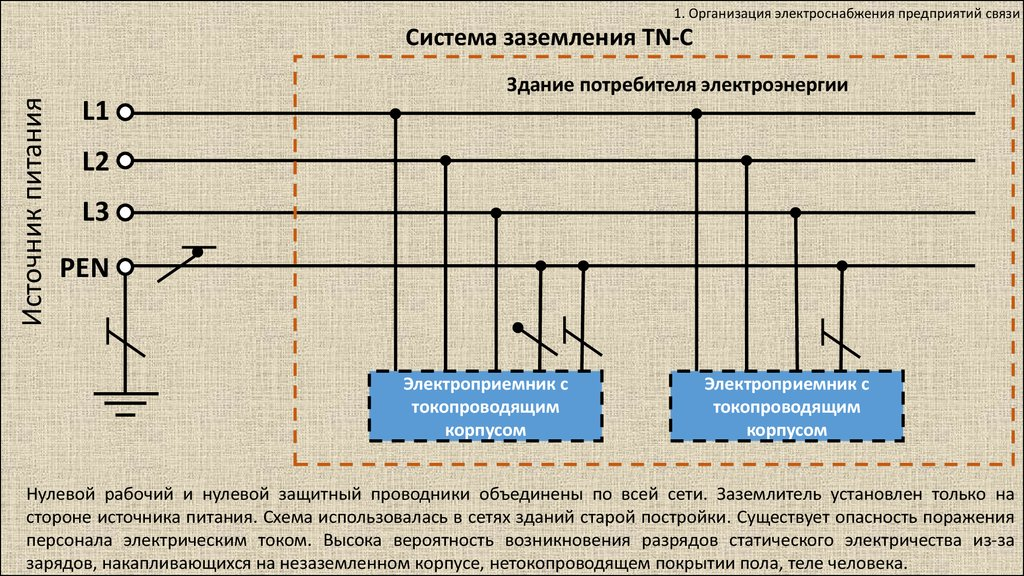 1. Организация электроснабжения предприятий связи
Система заземления TN-C
Здание потребителя электроэнергии
Источник питания
L1
L2
L3
PEN
Электроприемник с
токопроводящим
корпусом
Электроприемник с
токопроводящим
корпусом
Нулевой рабочий и нулевой защитный проводники объединены по всей сети. Заземлитель установлен только на
стороне источника питания. Схема использовалась в сетях зданий старой постройки. Существует опасность поражения
персонала электрическим током. Высока вероятность возникновения разрядов статического электричества из-за
зарядов, накапливающихся на незаземленном корпусе, нетокопроводящем покрытии пола, теле человека.